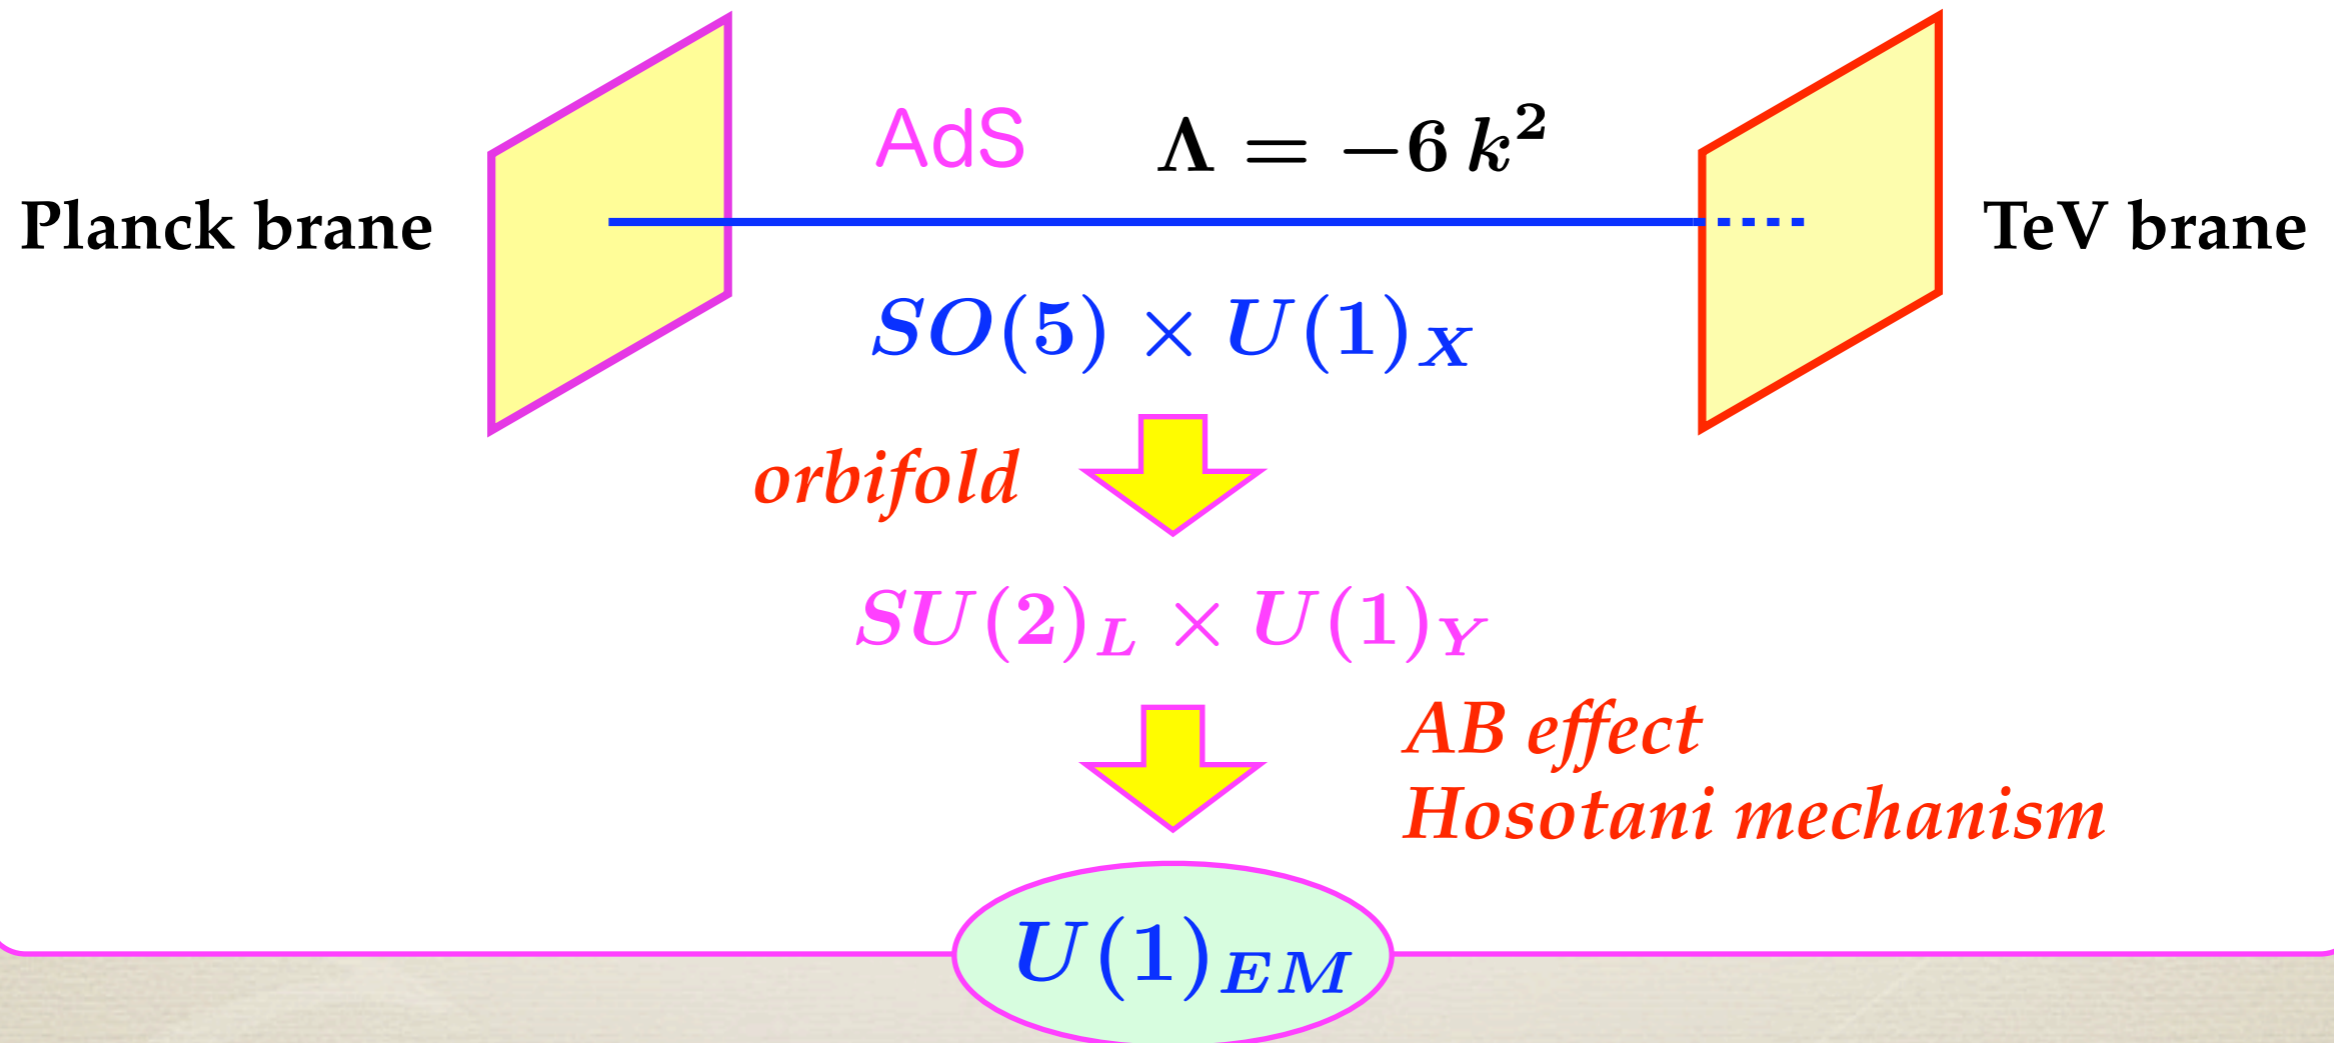 AdS Λ = −6 k²
Planck brane
TeV brane
SO(5) × U(1)_X
orbifold
SU(2)_L × U(1)_Y
AB effect
Hosotani mechanism
U(1)_EM